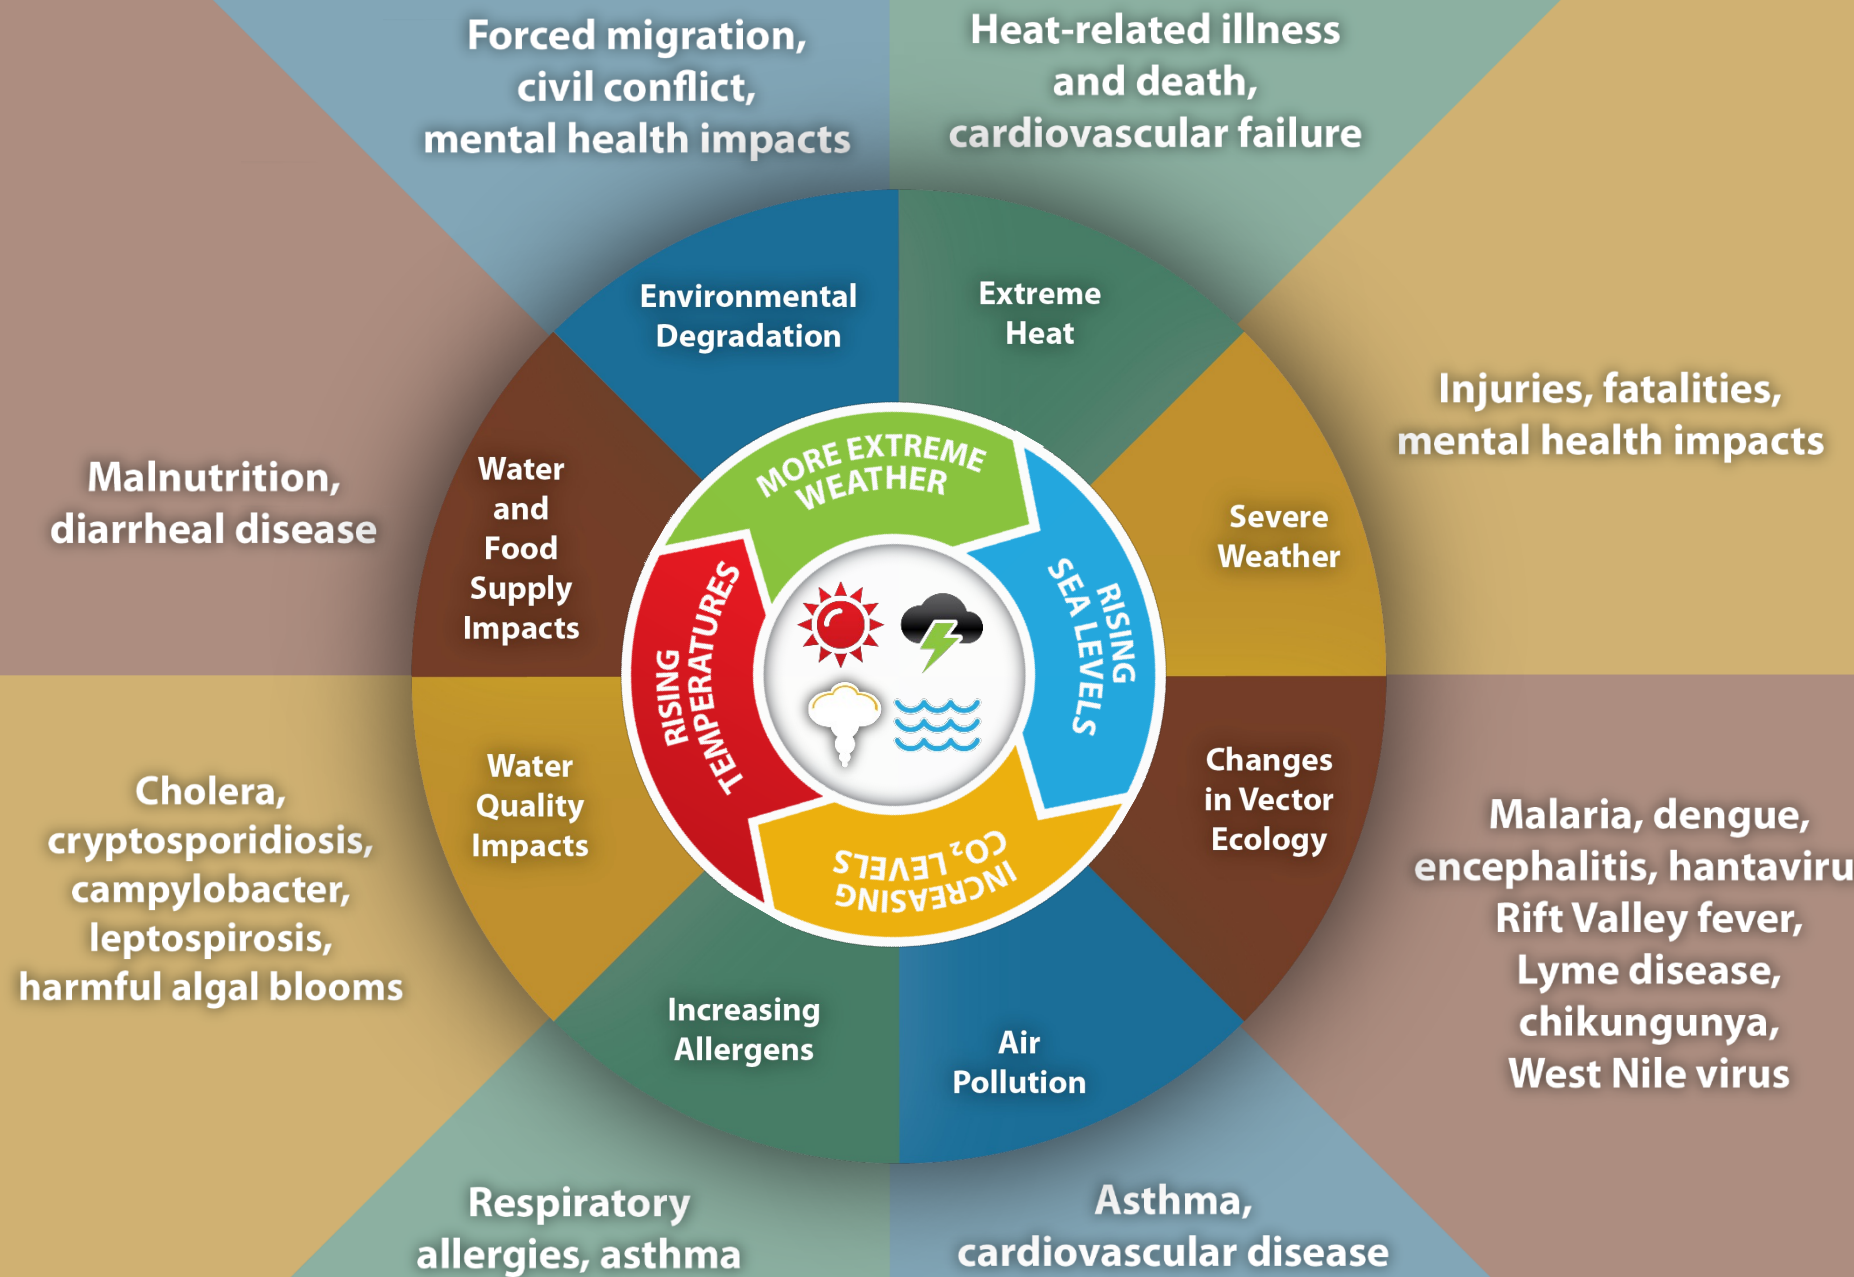 Forced migration,
civil conflict,
mental health impacts
Heat-related illness
and death,
cardiovascular failure
Injuries, fatalities,
mental health impacts
Malaria, dengue,
encephalitis, hantaviru
Rift Valley fever,
Lyme disease,
chikungunya,
West Nile virus
Asthma,
cardiovascular disease
Respiratory
allergies, asthma
Cholera,
cryptosporidiosis,
campylobacter,
leptospirosis,
harmful algal blooms
Malnutrition,
diarrheal disease
Environmental
Degradation
Extreme
Heat
Severe
Weather
Changes
in Vector
Ecology
Air
Pollution
Increasing
Allergens
Water
Quality
Impacts
Water
and
Food
Supply
Impacts
MORE EXTREME
WEATHER
RISING
SEA LEVELS
INCREASING
CO₂ LEVELS
RISING
TEMPERATURES